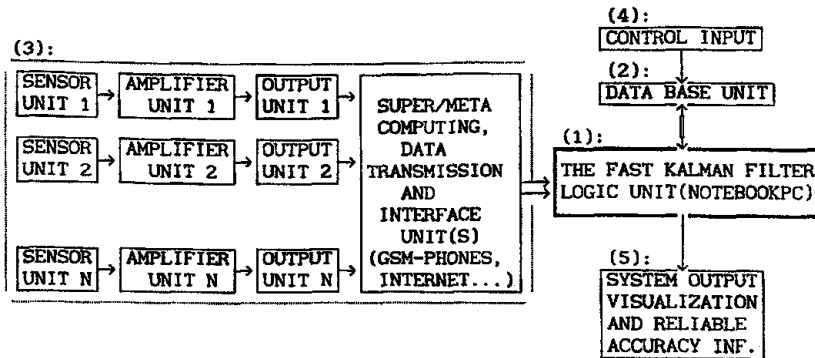 (3):
SENSOR
UNIT 1
AMPLIFIER
UNIT 1
OUTPUT
UNIT 1
SENSOR
UNIT 2
AMPLIFIER
UNIT 2
OUTPUT
UNIT 2
SENSOR
UNIT N
AMPLIFIER
UNIT N
OUTPUT
UNIT N
SUPER/META
COMPUTING,
DATA
TRANSMISSION
AND
INTERFACE
UNIT(S)
(GSM-PHONES,
INTERNET...)
(4):
CONTROL INPUT
(2):
DATA BASE UNIT
(1):
THE FAST KALMAN FILTER
LOGIC UNIT(NOTEBOOKPC)
(5):
SYSTEM OUTPUT
VISUALIZATION
AND RELIABLE
ACCURACY INF.